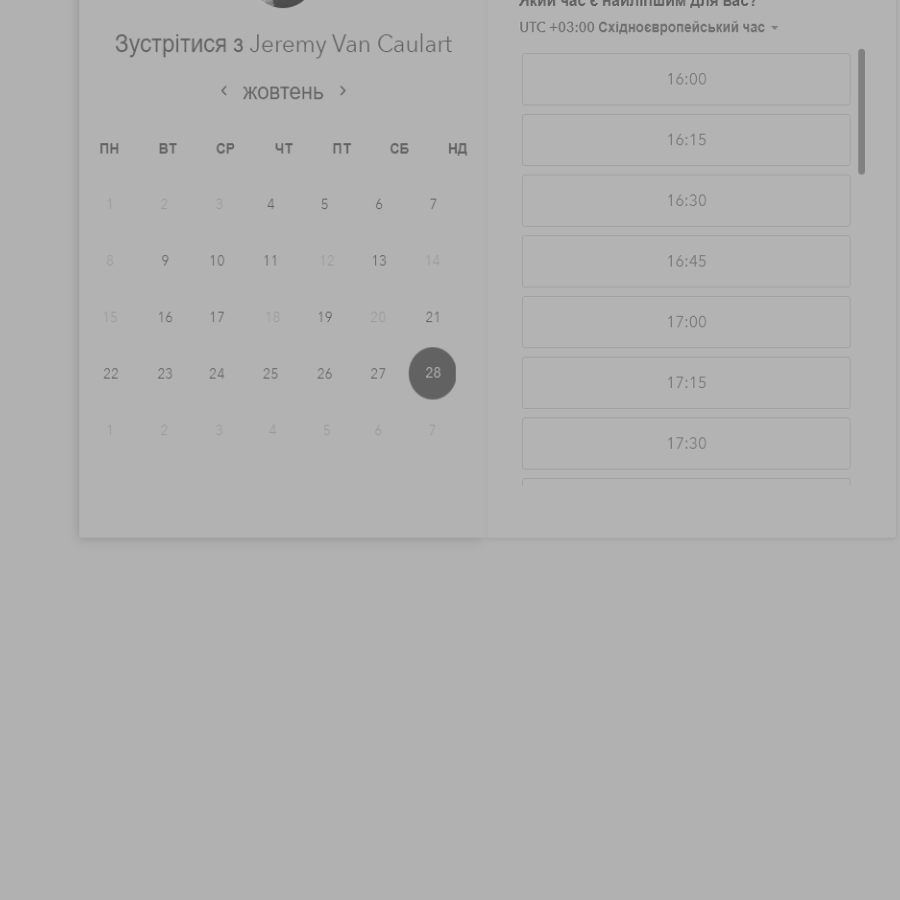 Зустрітися з Jeremy Van Caulart
‹ жовтень ›
ПН ВТ СР ЧТ ПТ СБ НД
1 2 3 4 5 6 7
8 9 10 11 12 13 14
15 16 17 18 19 20 21
22 23 24 25 26 27 28
1 2 3 4 5 6 7
Який час є найліпшим для вас?
UTC +03:00 Східноєвропейський час
16:00
16:15
16:30
16:45
17:00
17:15
17:30